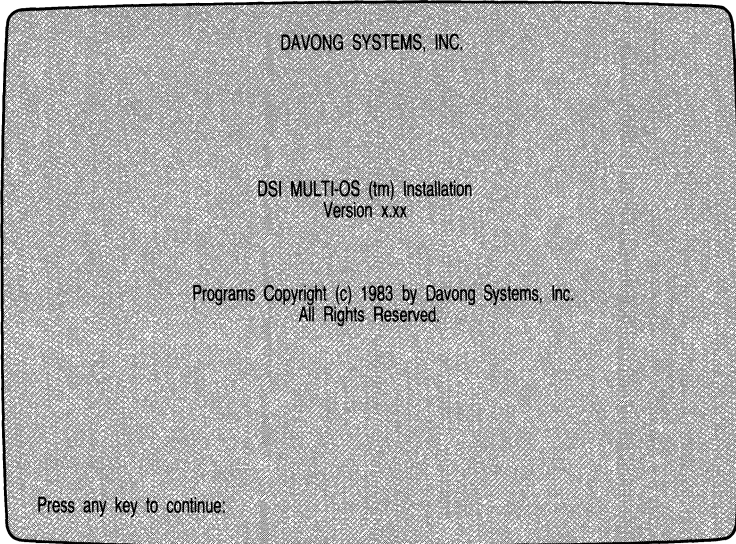 DAVONG SYSTEMS, INC.
DSI MULTI-OS (tm) Installation
Version x.xx
Programs Copyright (c) 1983 by Davong Systems, Inc.
All Rights Reserved.
Press any key to continue: